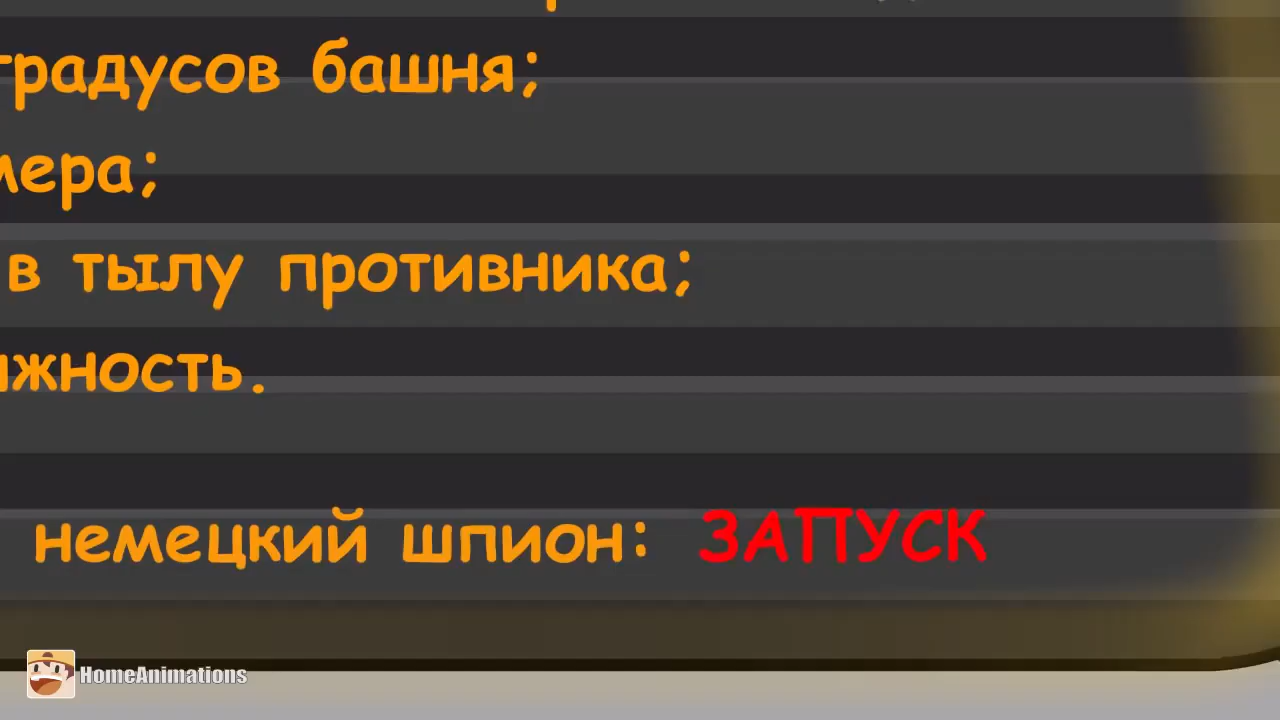 градусов башня;
мера;
в тылу противника;
жность.
немецкий шпион: ЗАПУСК
HomeAnimations